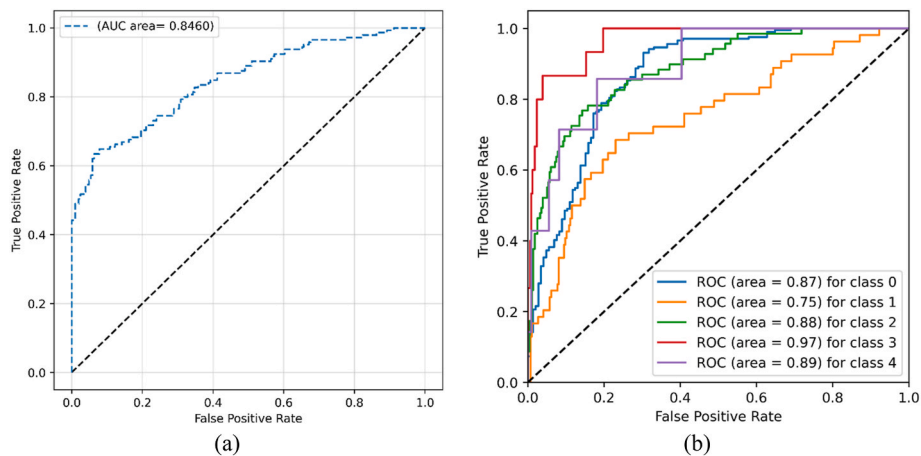 (AUC area= 0.8460)
1.0
0.8
0.6
0.4
0.2
0.0
True Positive Rate
0.0 0.2 0.4 0.6 0.8 1.0
False Positive Rate
(a)
1.0
0.8
0.6
0.4
0.2
0.0
True Positive Rate
ROC (area = 0.87) for class 0
ROC (area = 0.75) for class 1
ROC (area = 0.88) for class 2
ROC (area = 0.97) for class 3
ROC (area = 0.89) for class 4
0.0 0.2 0.4 0.6 0.8 1.0
False Positive Rate
(b)